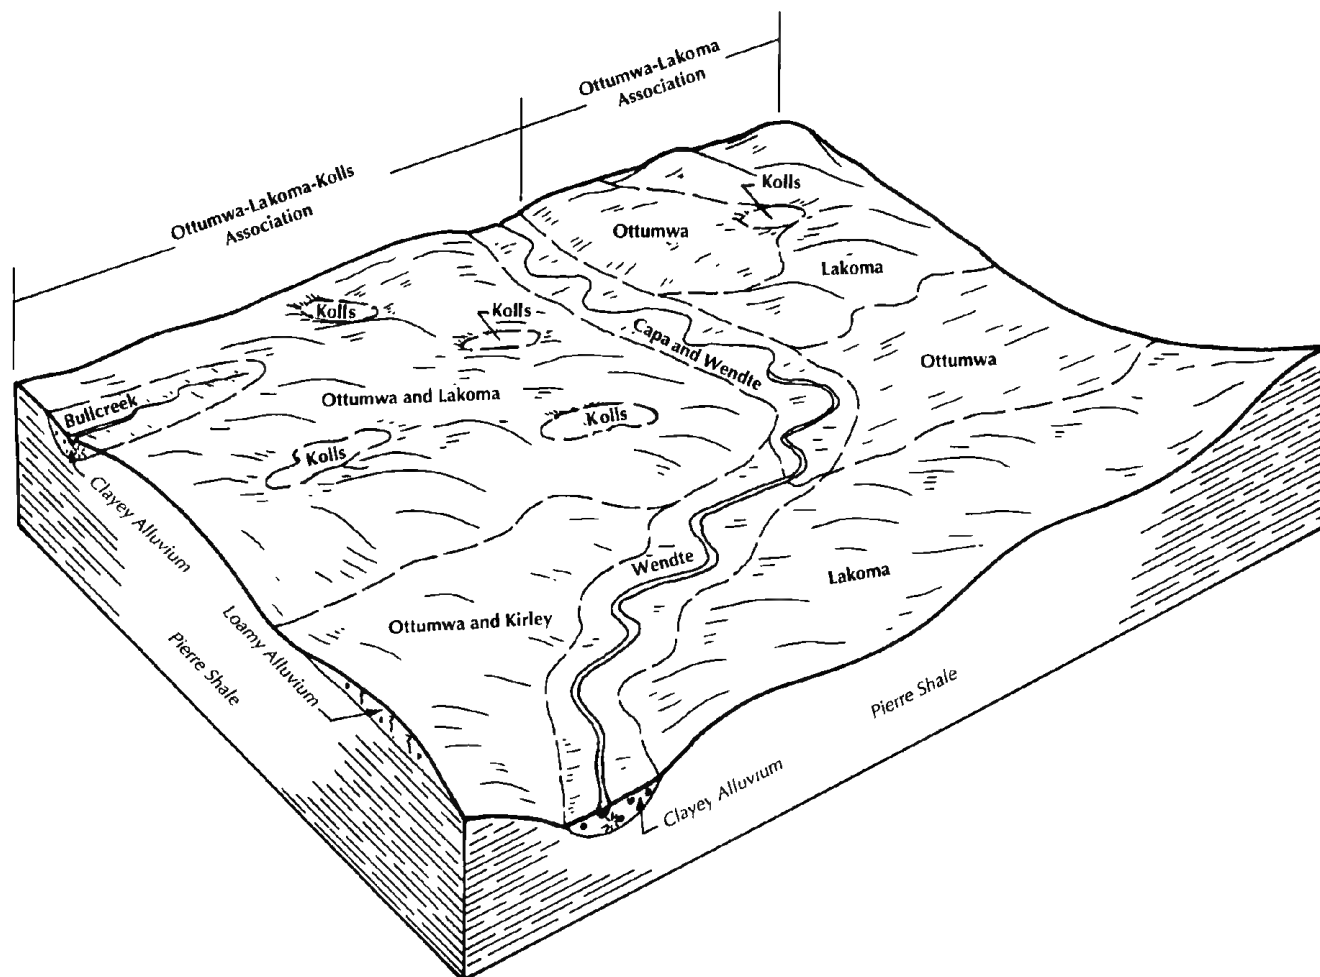 Ottumwa-Lakoma
Association
Ottumwa-Lakoma-Kolls
Association
Kolls
Ottumwa
Lakoma
Kolls
Kolls
Capa and Wendte
Ottumwa
Bullcreek
Ottumwa and Lakoma
Kolls
Kolls
Clayey Alluvium
Wendte
Lakoma
Loamy Alluvium
Ottumwa and Kirley
Pierre Shale
Pierre Shale
Clayey Alluvium